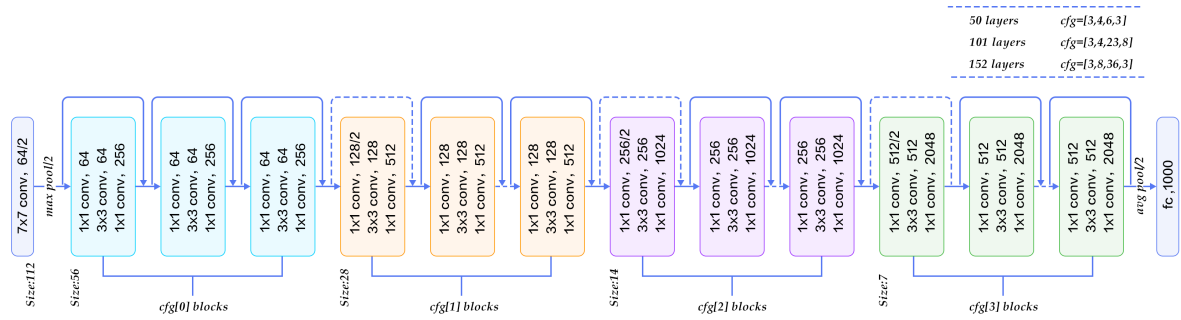 50 layers cfg=[3,4,6,3]
101 layers cfg=[3,4,23,8]
152 layers cfg=[3,8,36,3]
7x7 conv, 64/2
max pool/2
1x1 conv, 64
3x3 conv, 64
1x1 conv, 256
1x1 conv, 64
3x3 conv, 64
1x1 conv, 256
1x1 conv, 64
3x3 conv, 64
1x1 conv, 256
1x1 conv, 128/2
3x3 conv, 128
1x1 conv, 512
1x1 conv, 128
3x3 conv, 128
1x1 conv, 512
1x1 conv, 128
3x3 conv, 128
1x1 conv, 512
1x1 conv, 256/2
3x3 conv, 256
1x1 conv, 1024
1x1 conv, 256
3x3 conv, 256
1x1 conv, 1024
1x1 conv, 256
3x3 conv, 256
1x1 conv, 1024
1x1 conv, 512/2
3x3 conv, 512
1x1 conv, 2048
1x1 conv, 512
3x3 conv, 512
1x1 conv, 2048
1x1 conv, 512
3x3 conv, 512
1x1 conv, 2048
avg pool/2
fc ,1000
Size:112
Size:56
Size:28
Size:14
Size:7
cfg[0] blocks
cfg[1] blocks
cfg[2] blocks
cfg[3] blocks